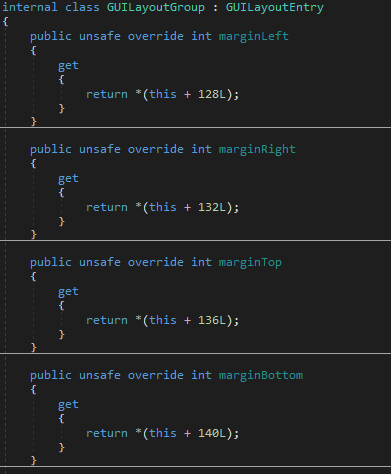 internal class GUILayoutGroup : GUILayoutEntry
{
    public unsafe override int marginLeft
    {
        get
        {
            return *(this + 128L);
        }
    }
    public unsafe override int marginRight
    {
        get
        {
            return *(this + 132L);
        }
    }
    public unsafe override int marginTop
    {
        get
        {
            return *(this + 136L);
        }
    }
    public unsafe override int marginBottom
    {
        get
        {
            return *(this + 140L);
        }
    }